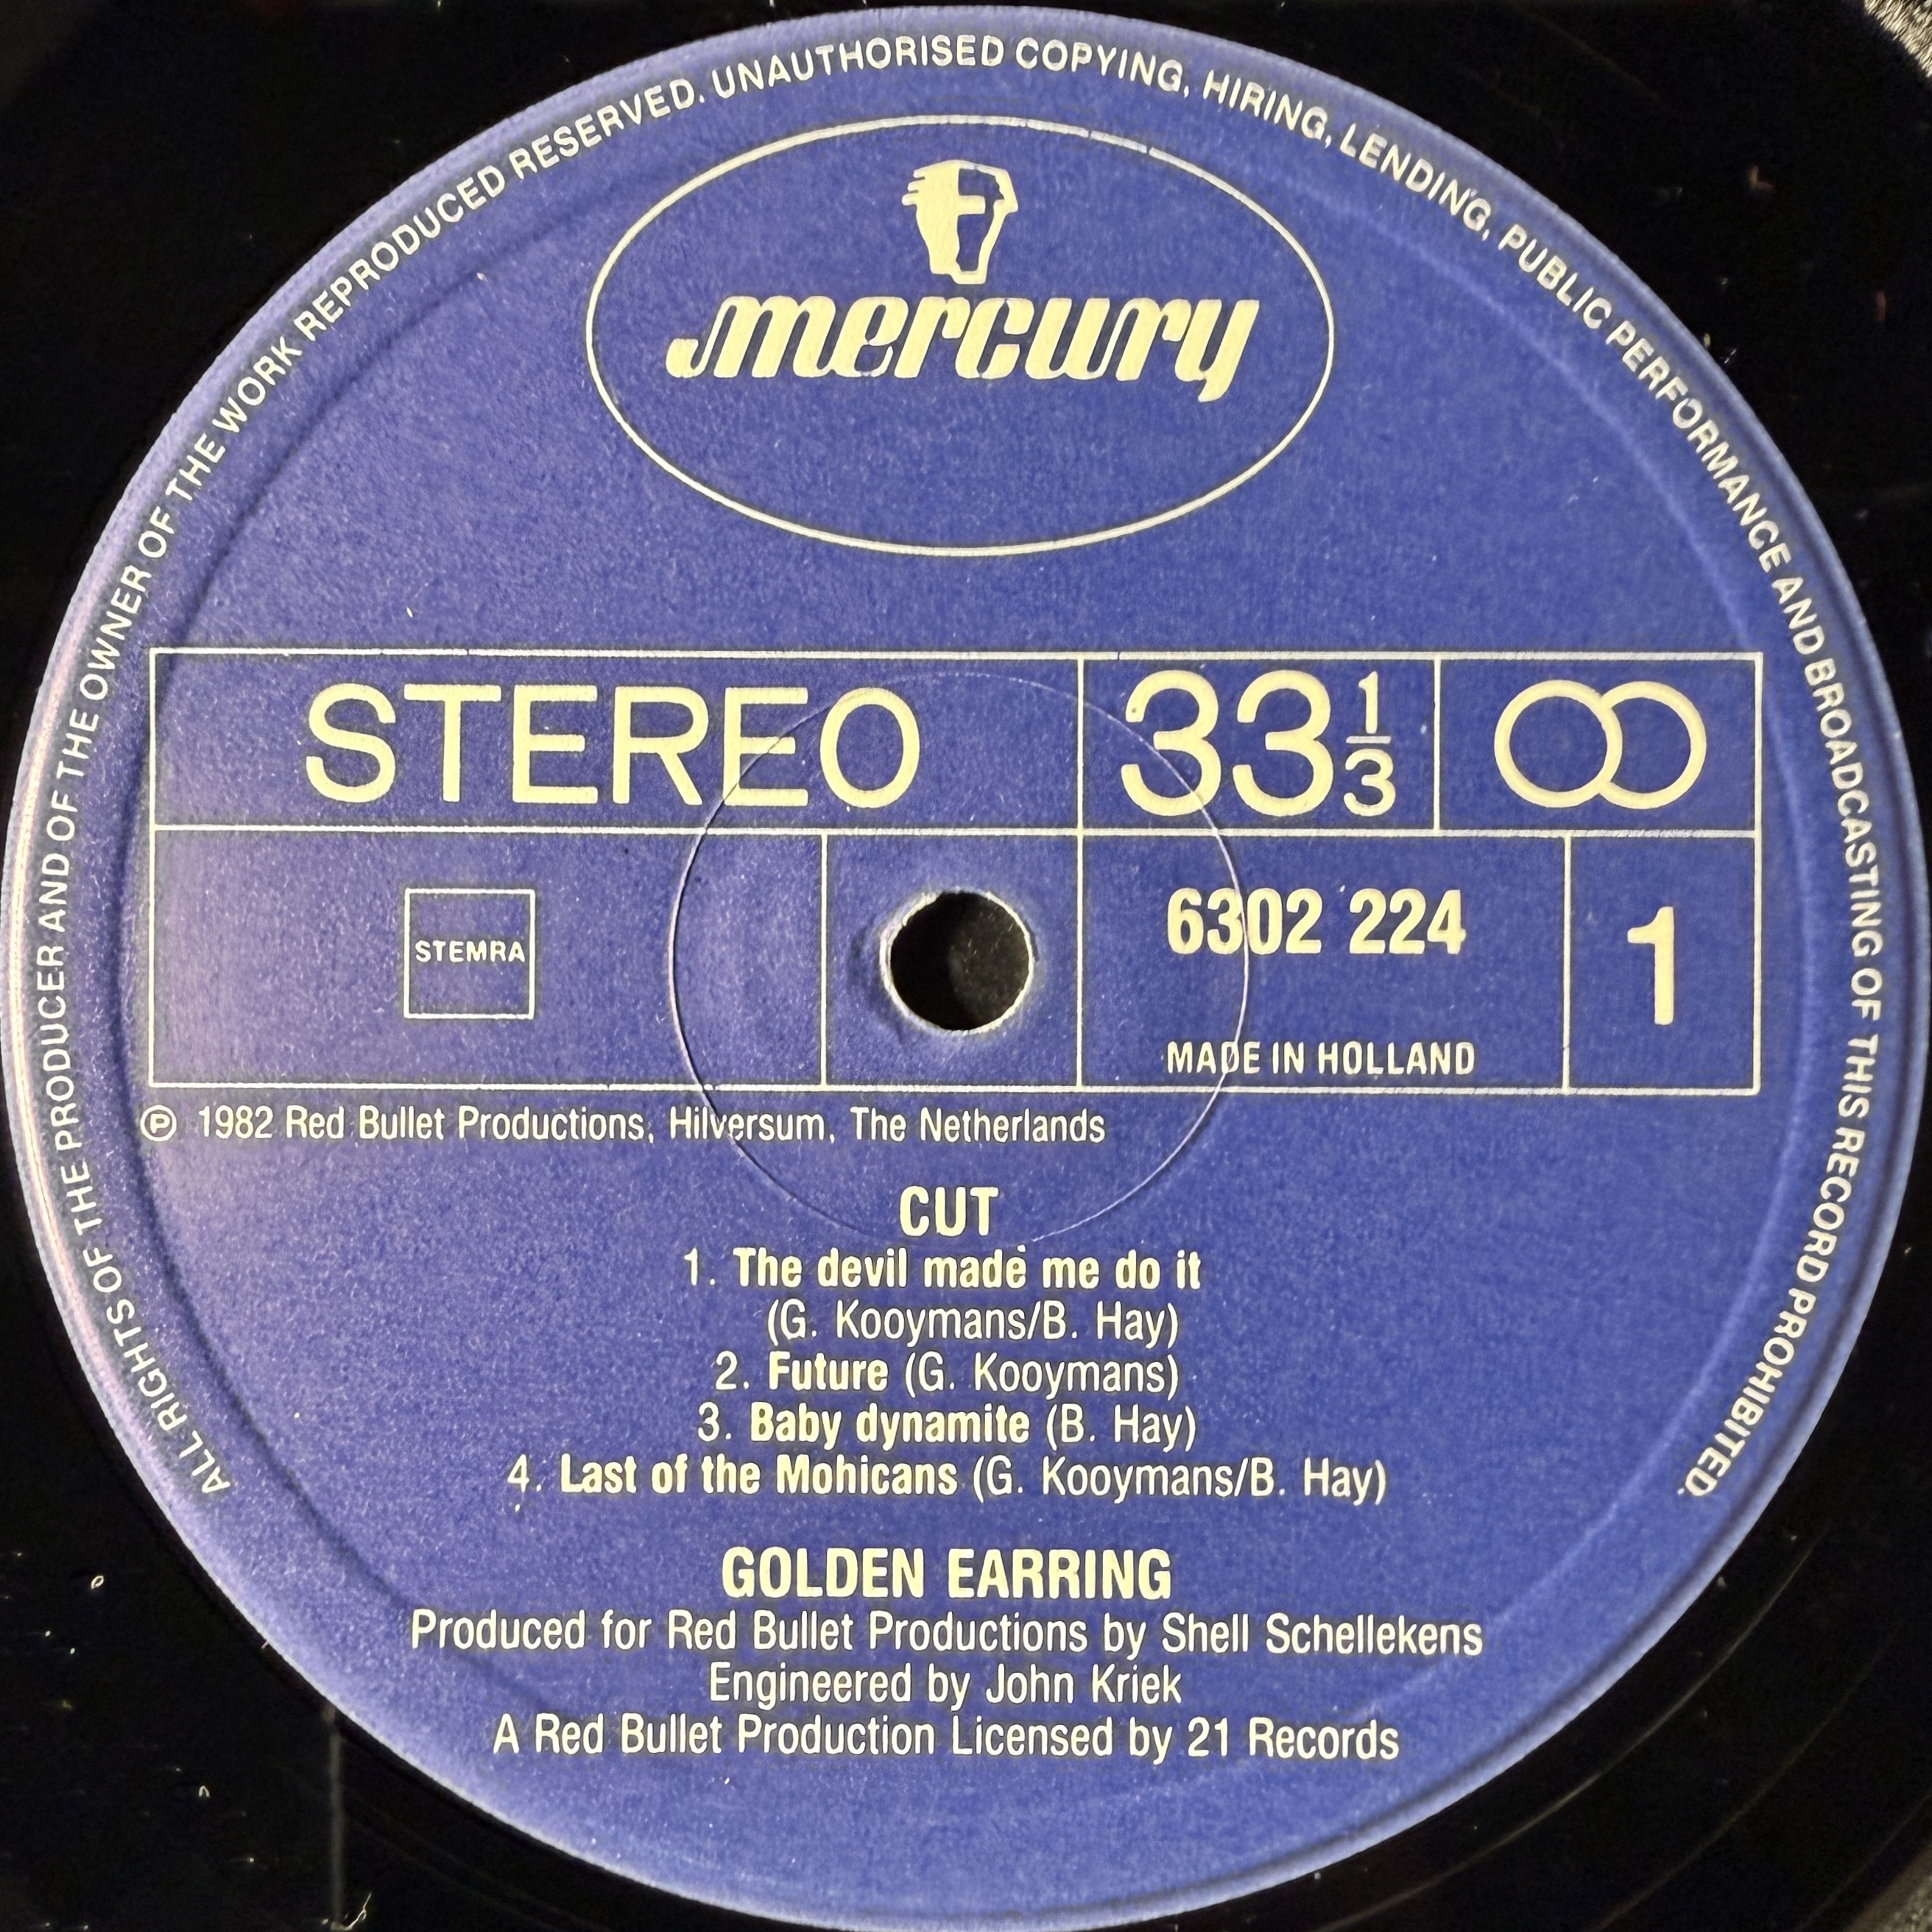 ALL RIGHTS OF THE PRODUCER AND OF THE OWNER OF THE WORK REPRODUCED RESERVED. UNAUTHORISED COPYING, HIRING, LENDING, PUBLIC PERFORMANCE AND BROADCASTING OF THIS RECORD PROHIBITED.
mercury
STEREO 33 1/3
STEMRA 6302 224 1
MADE IN HOLLAND
Ⓟ 1982 Red Bullet Productions, Hilversum, The Netherlands
CUT
1. The devil made me do it
(G. Kooymans/B. Hay)
2. Future (G. Kooymans)
3. Baby dynamite (B. Hay)
4. Last of the Mohicans (G. Kooymans/B. Hay)
GOLDEN EARRING
Produced for Red Bullet Productions by Shell Schellekens
Engineered by John Kriek
A Red Bullet Production Licensed by 21 Records